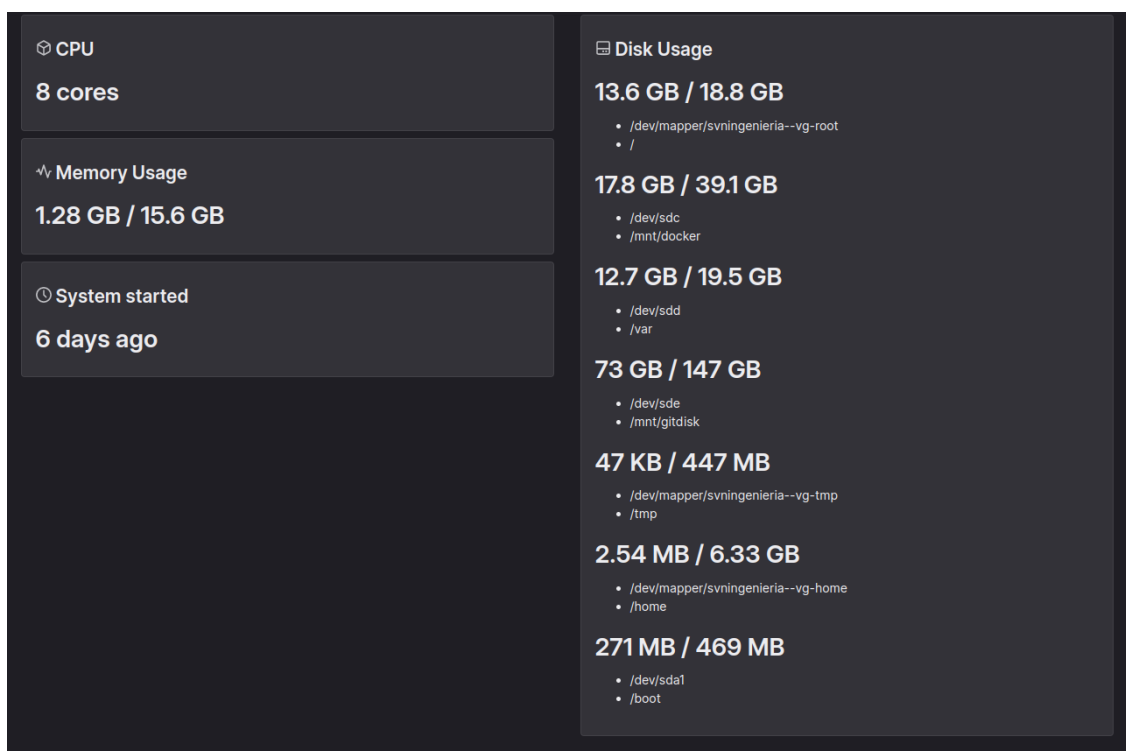 CPU
8 cores
Memory Usage
1.28 GB / 15.6 GB
System started
6 days ago
Disk Usage
13.6 GB / 18.8 GB
/dev/mapper/svningenieria--vg-root
/
17.8 GB / 39.1 GB
/dev/sdc
/mnt/docker
12.7 GB / 19.5 GB
/dev/sdd
/var
73 GB / 147 GB
/dev/sde
/mnt/gitdisk
47 KB / 447 MB
/dev/mapper/svningenieria--vg-tmp
/tmp
2.54 MB / 6.33 GB
/dev/mapper/svningenieria--vg-home
/home
271 MB / 469 MB
/dev/sda1
/boot